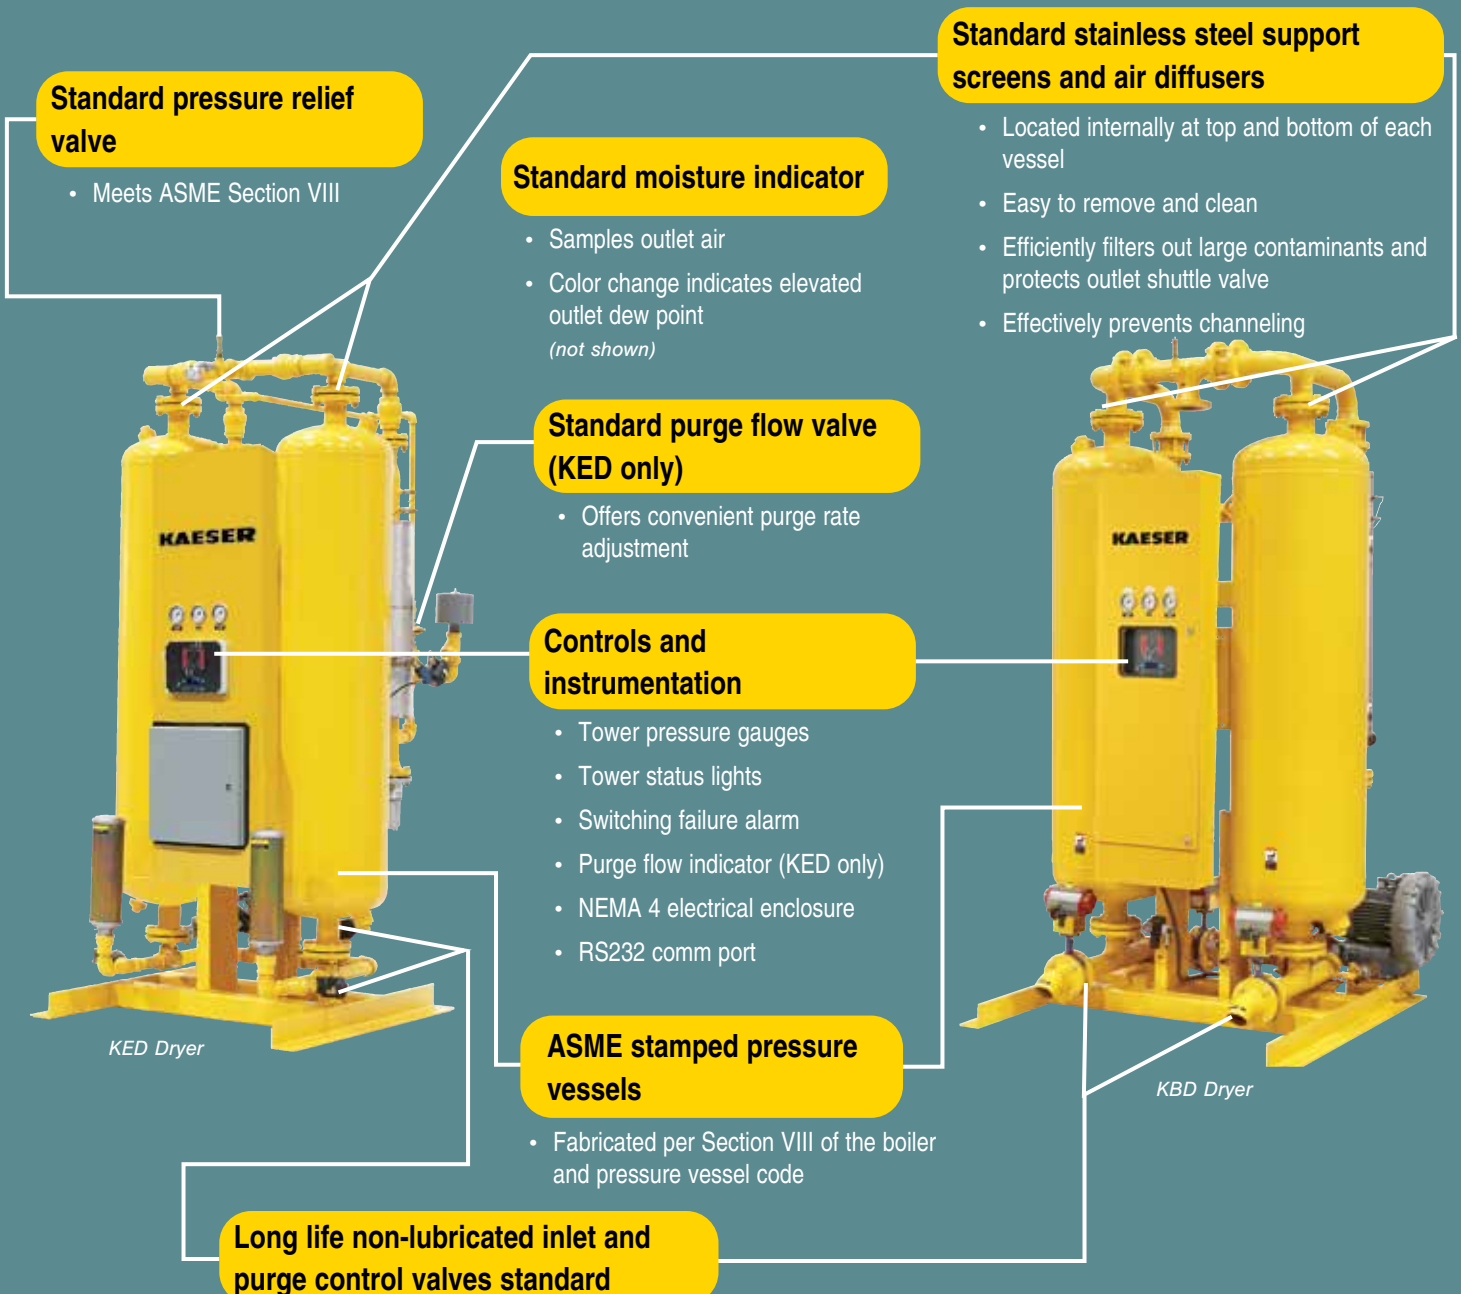 Standard pressure relief
valve
• Meets ASME Section VIII
Standard moisture indicator
• Samples outlet air
• Color change indicates elevated
outlet dew point
(not shown)
Standard stainless steel support
screens and air diffusers
• Located internally at top and bottom of each
vessel
• Easy to remove and clean
• Efficiently filters out large contaminants and
protects outlet shuttle valve
• Effectively prevents channeling
Standard purge flow valve
(KED only)
• Offers convenient purge rate
adjustment
KAESER
KAESER
Controls and
instrumentation
• Tower pressure gauges
• Tower status lights
• Switching failure alarm
• Purge flow indicator (KED only)
• NEMA 4 electrical enclosure
• RS232 comm port
KED Dryer
KBD Dryer
ASME stamped pressure
vessels
• Fabricated per Section VIII of the boiler
and pressure vessel code
Long life non-lubricated inlet and
purge control valves standard